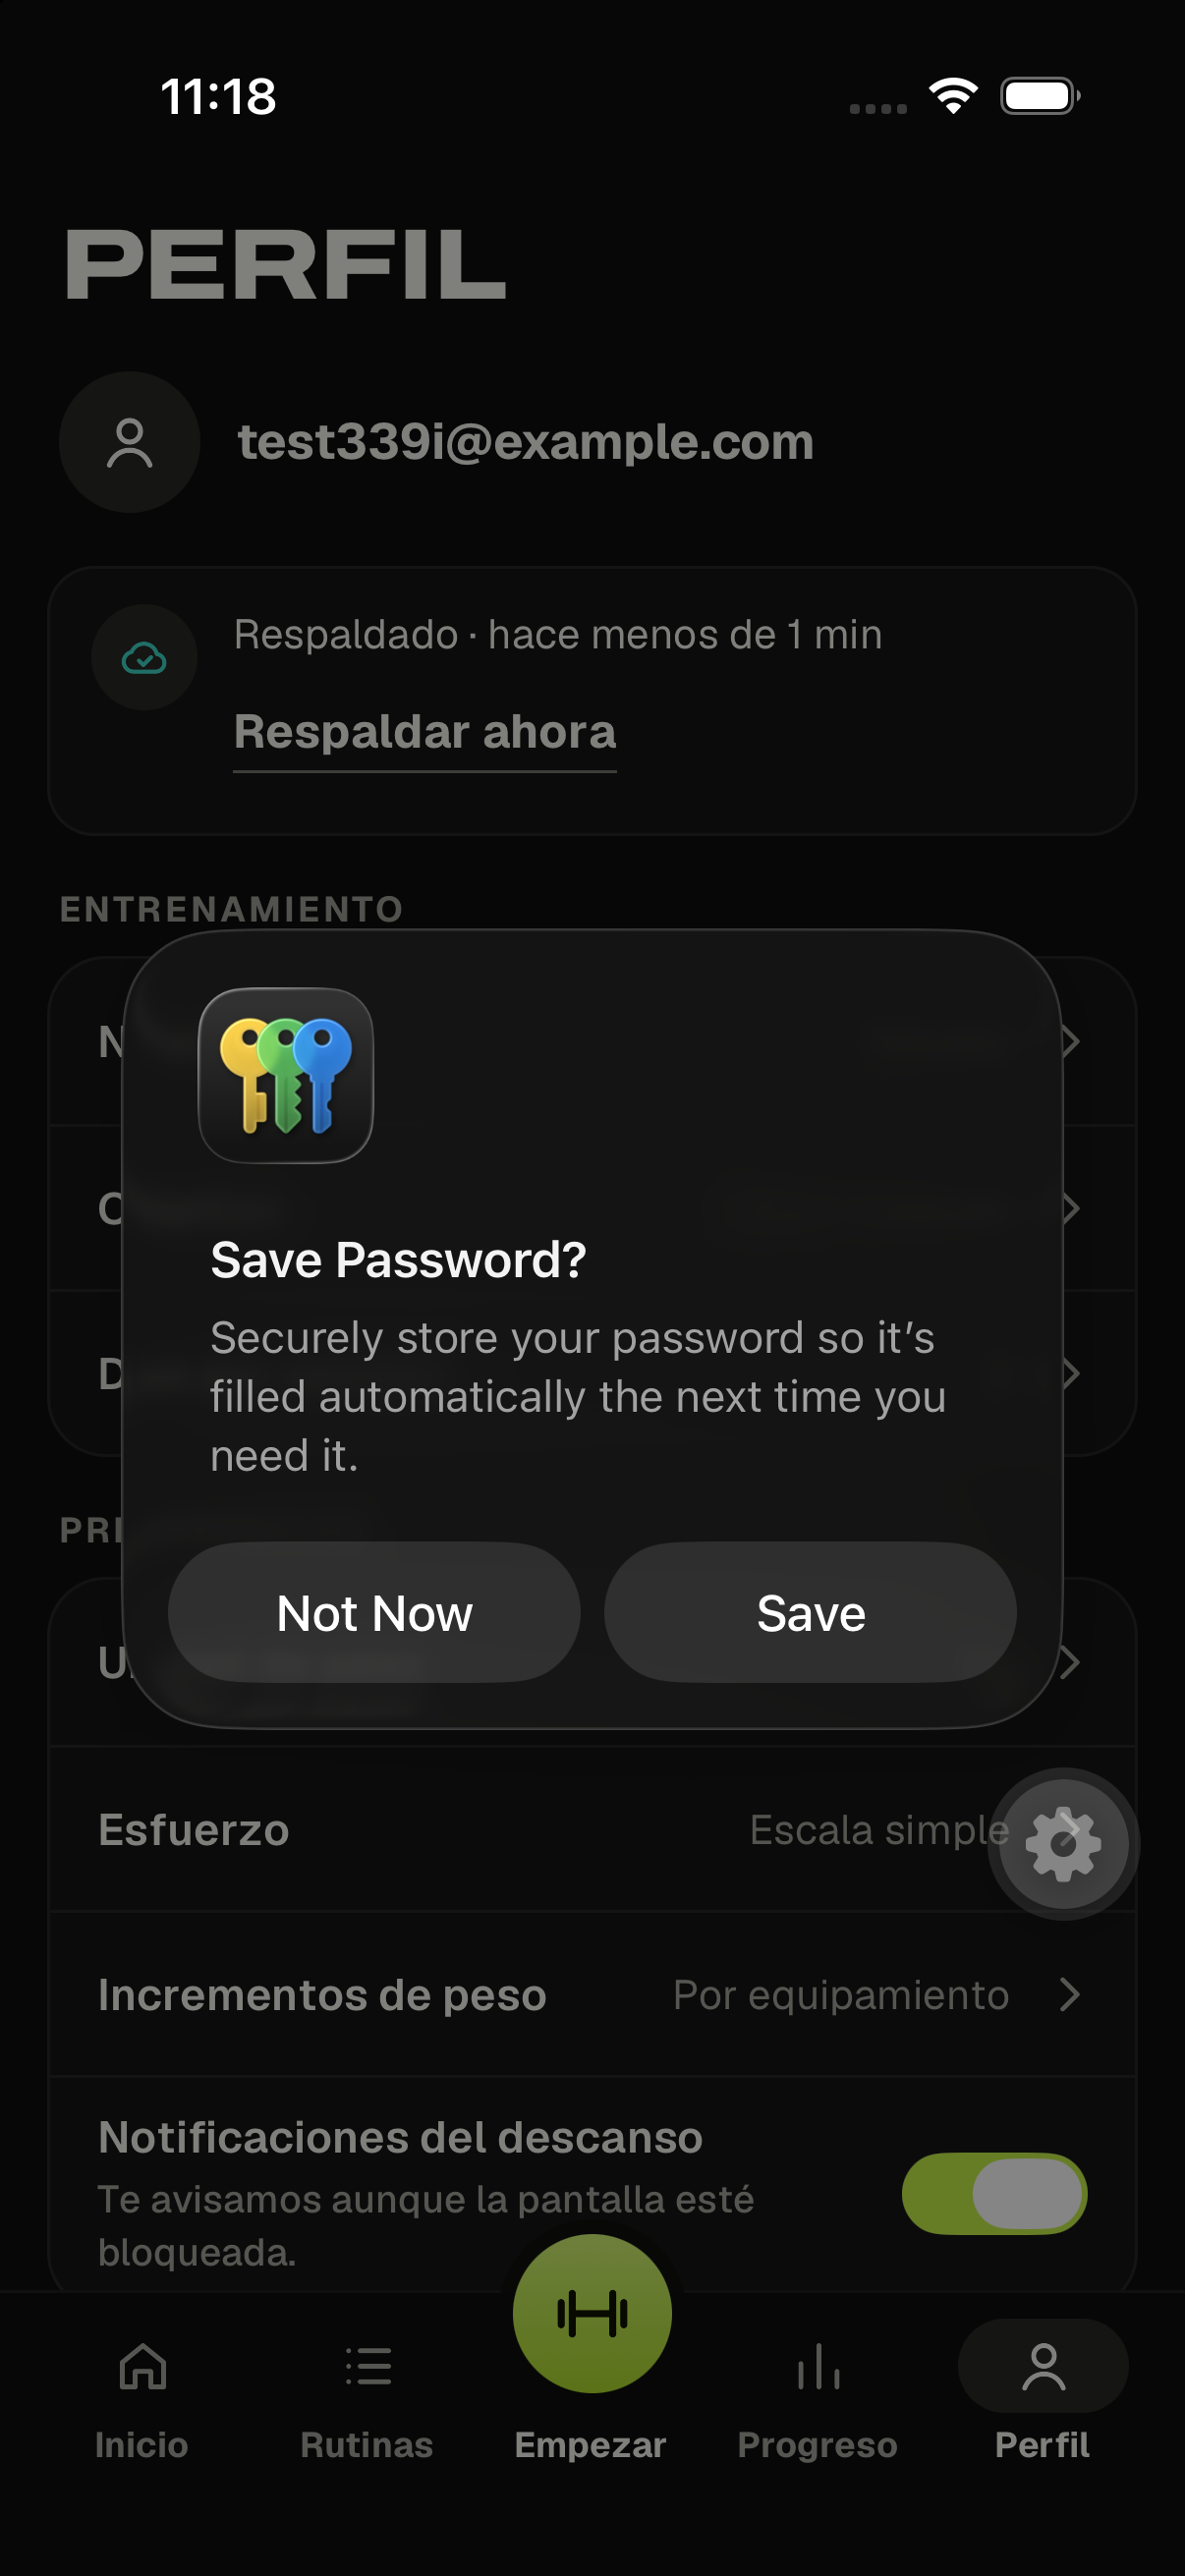 11:18
PERFIL
test339i@example.com
Respaldado · hace menos de 1 min
Respaldar ahora
ENTRENAMIENTO
Save Password?
Securely store your password so it’s
filled automatically the next time you
need it.
Not Now
Save
Esfuerzo
Escala simple
Incrementos de peso
Por equipamiento
Notificaciones del descanso
Te avisamos aunque la pantalla esté
bloqueada.
Inicio
Rutinas
Empezar
Progreso
Perfil